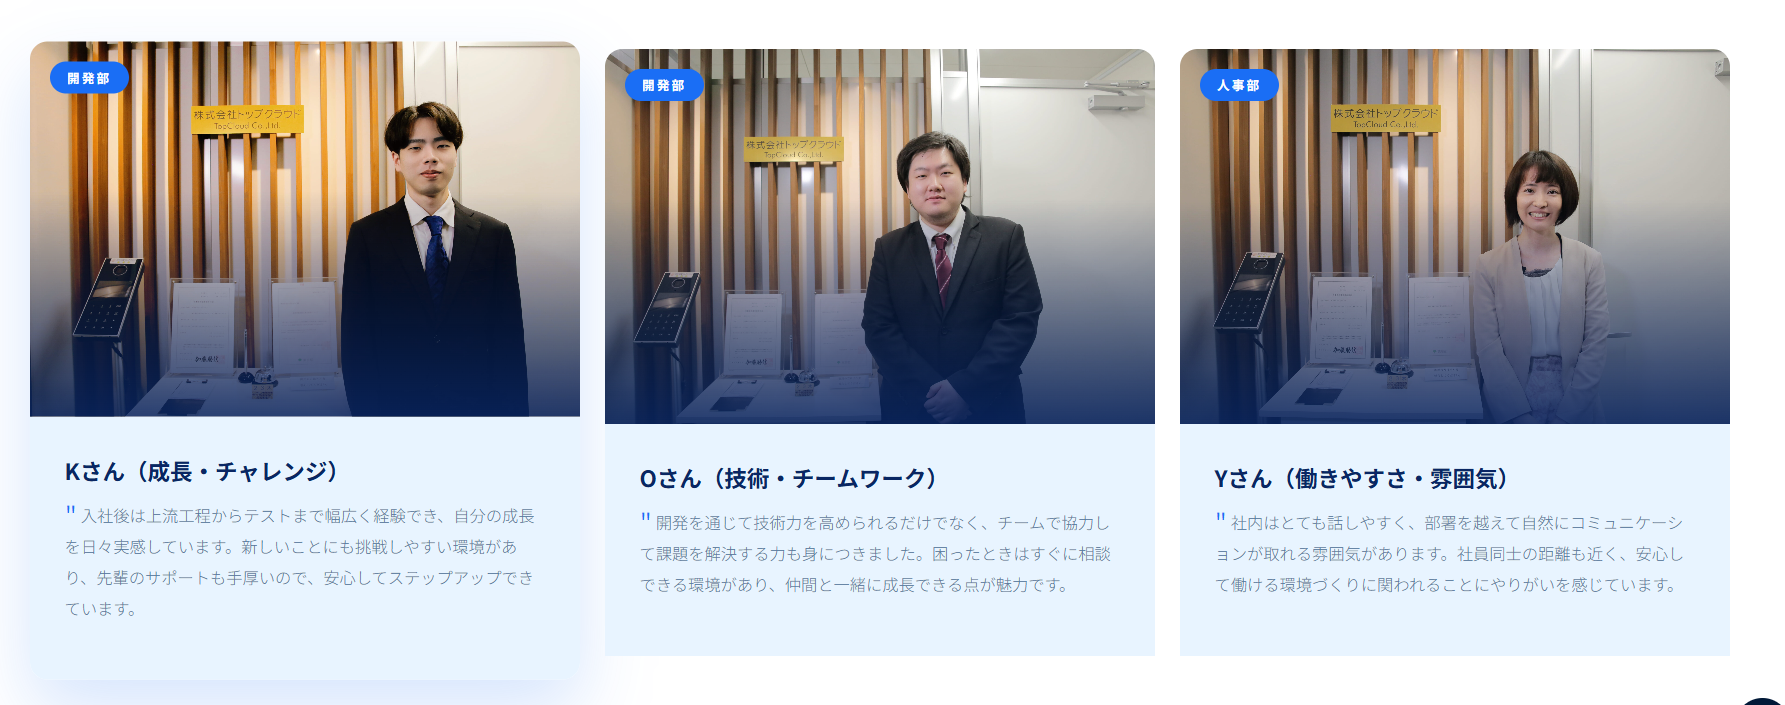 開発部
株式会社トップクラウド
TopCloud Co.,Ltd.
Kさん（成長・チャレンジ）
" 入社後は上流工程からテストまで幅広く経験でき、自分の成長
を日々実感しています。新しいことにも挑戦しやすい環境があ
り、先輩のサポートも手厚いので、安心してステップアップでき
ています。
開発部
株式会社トップクラウド
TopCloud Co.,Ltd.
Oさん（技術・チームワーク）
" 開発を通じて技術力を高められるだけでなく、チームで協力し
て課題を解決する力も身につきました。困ったときはすぐに相談
できる環境があり、仲間と一緒に成長できる点が魅力です。
人事部
株式会社トップクラウド
TopCloud Co.,Ltd.
Yさん（働きやすさ・雰囲気）
" 社内はとても話しやすく、部署を越えて自然にコミュニケーシ
ョンが取れる雰囲気があります。社員同士の距離も近く、安心し
て働ける環境づくりに関われることにやりがいを感じています。